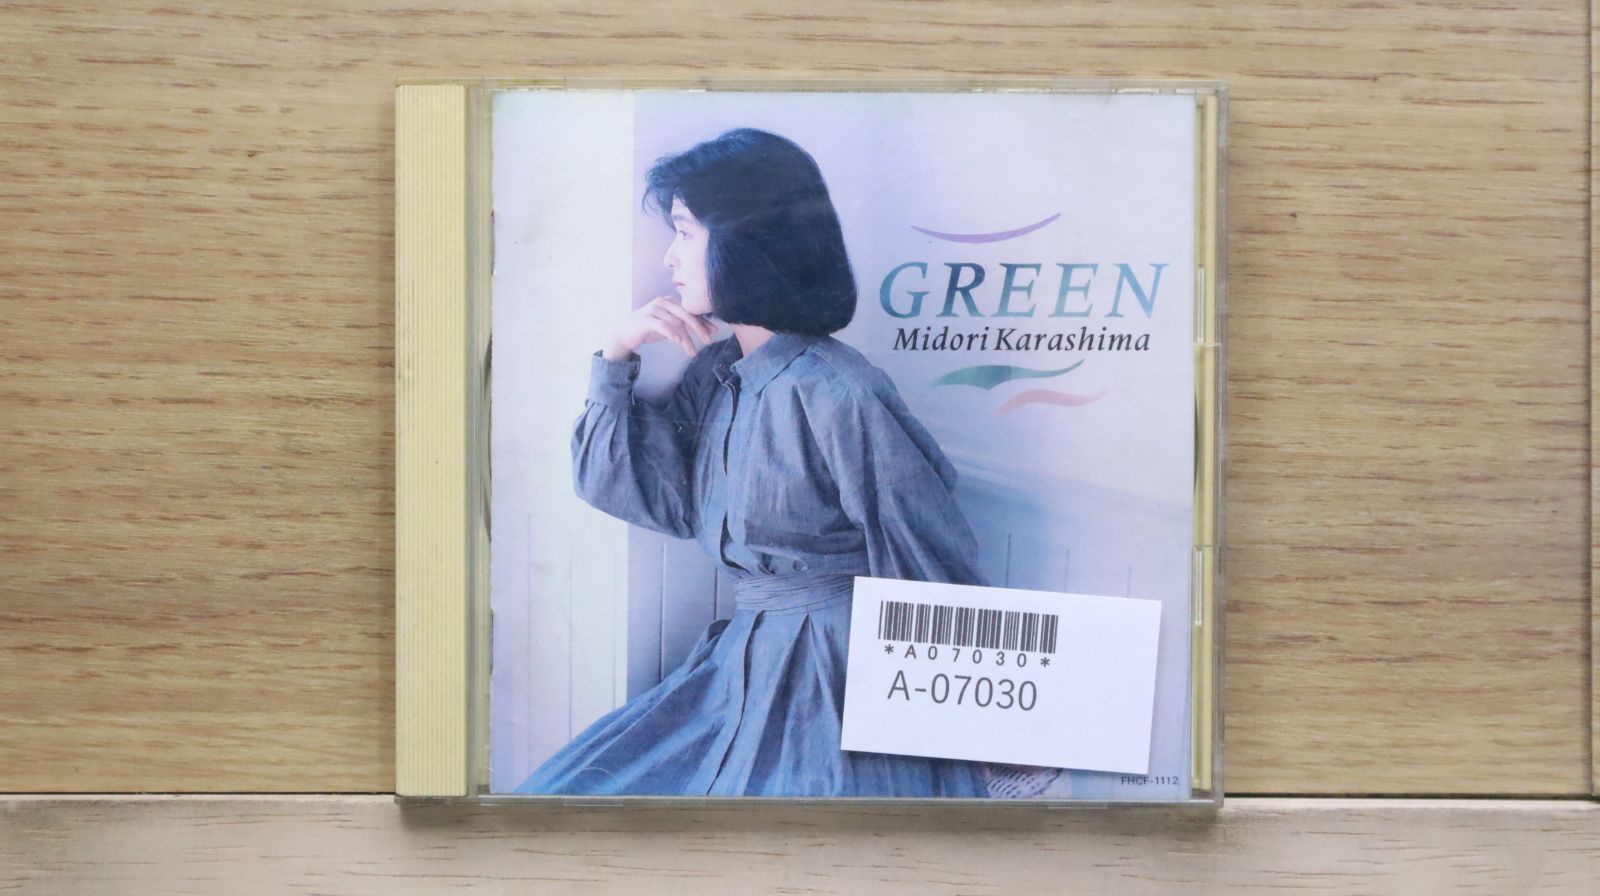 GREEN
Midori Karashima
*A07030*
A-07030
FHCF-1112